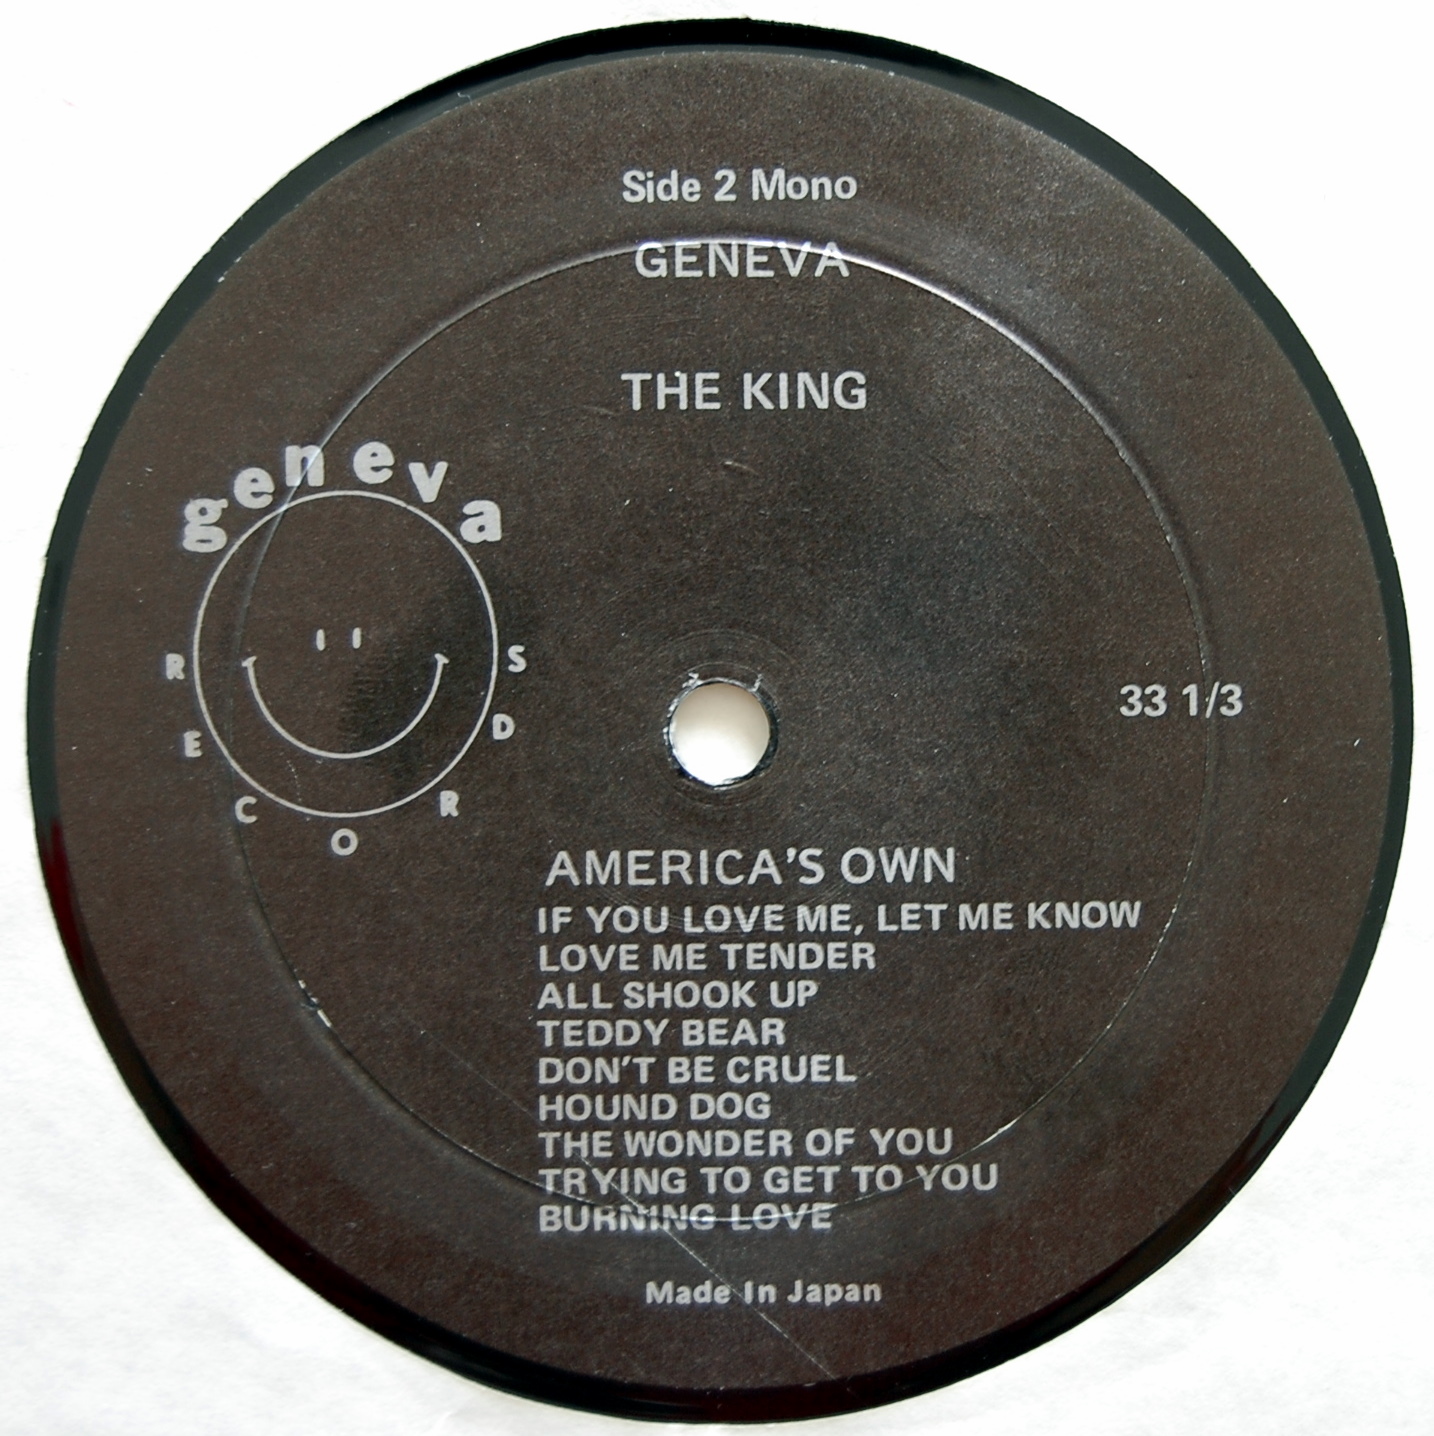 Side 2 Mono
GENEVA
THE KING
geneva
RECORDS
33 1/3
AMERICA'S OWN
IF YOU LOVE ME, LET ME KNOW
LOVE ME TENDER
ALL SHOOK UP
TEDDY BEAR
DON'T BE CRUEL
HOUND DOG
THE WONDER OF YOU
TRYING TO GET TO YOU
BURNING LOVE
Made In Japan